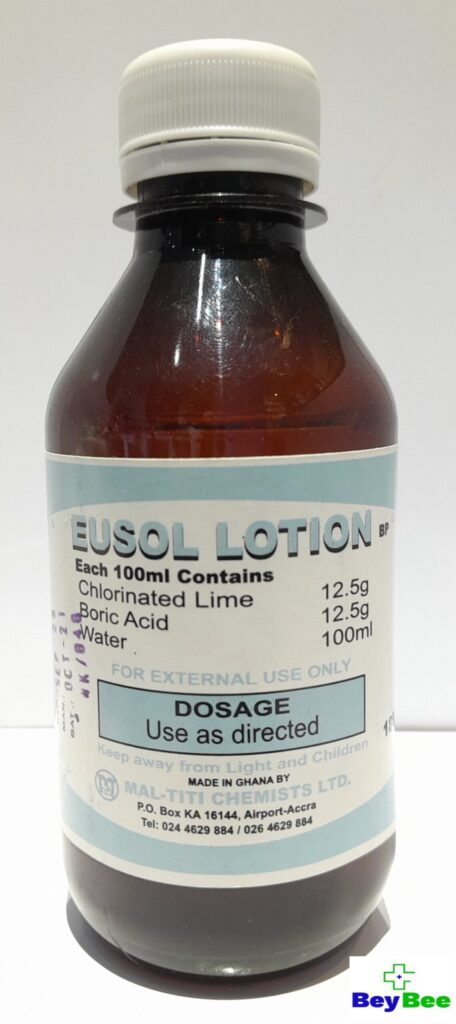 EUSOL LOTION BP
Each 100ml Contains
Chlorinated Lime 12.5g
Boric Acid 12.5g
Water 100ml
FOR EXTERNAL USE ONLY
DOSAGE
Use as directed
Keep away from Light and Children
MADE IN GHANA BY
MAL-TITI CHEMISTS LTD.
P.O. Box KA 16144, Airport-Accra
Tel: 024 4629 884 / 026 4629 884
OCT-21
BeyBee